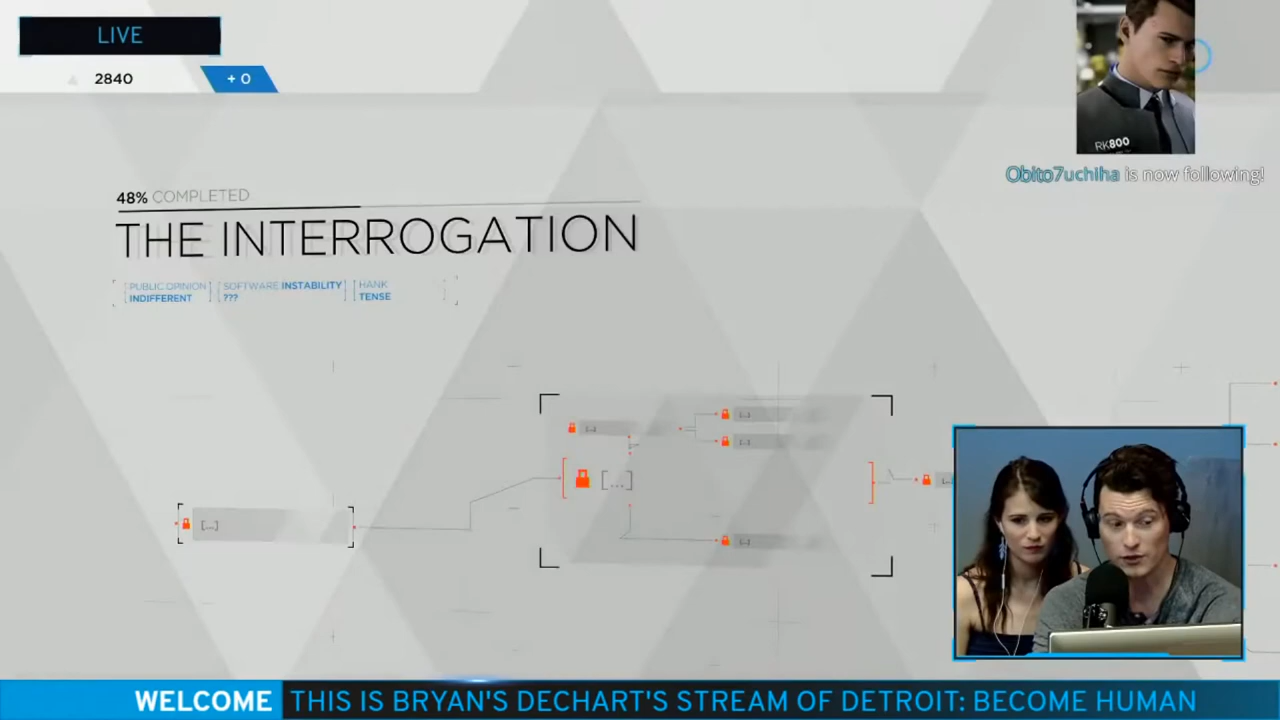 LIVE
2840
+ 0
RK800
Obito7uchiha is now following!
48% COMPLETED
THE INTERROGATION
PUBLIC OPINION
INDIFFERENT
SOFTWARE INSTABILITY
???
HANK
TENSE
[...]
[...]
[...]
[...]
[...]
[...]
WELCOME
THIS IS BRYAN'S DECHART'S STREAM OF DETROIT: BECOME HUMAN